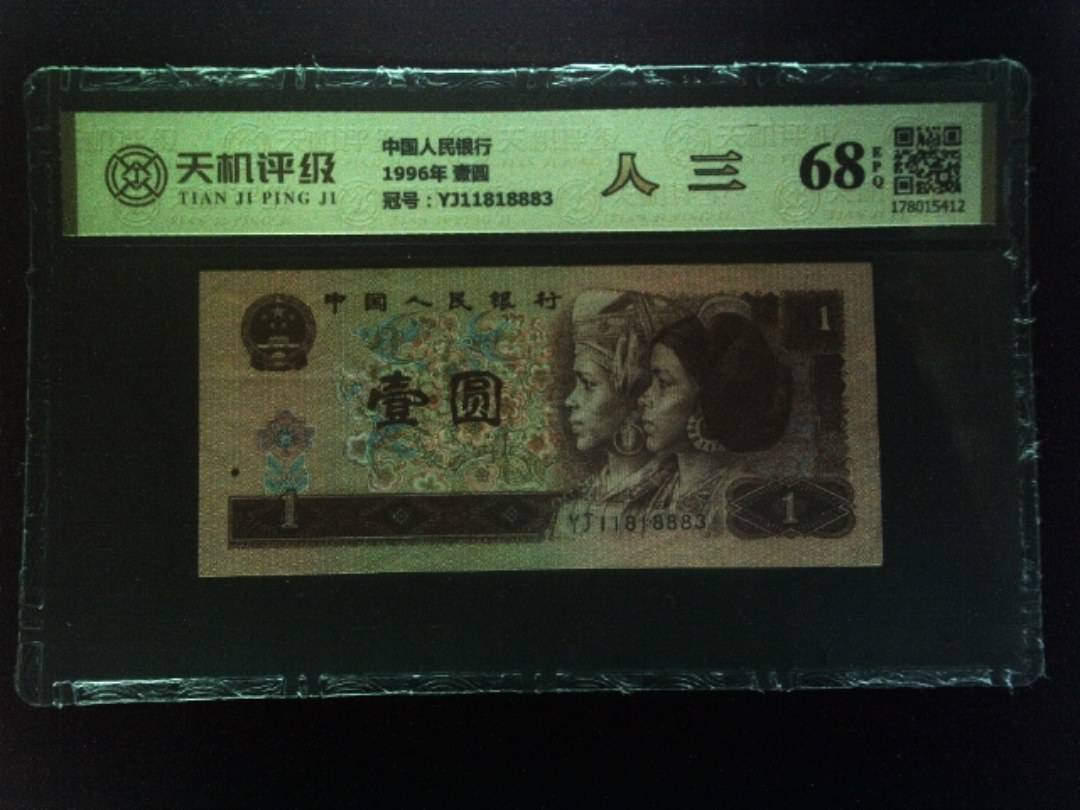 天机评级
TIAN JI PING JI
中国人民银行
1996年 壹圆
冠号：YJ11818883
人三
68
EPQ
178015412
中国人民银行
1
壹圆
1
YJ11818883
1